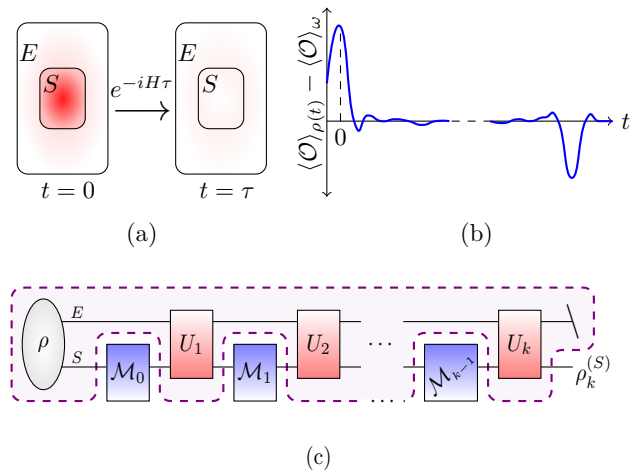 E
S
e^{-iHτ}
E
S
t = 0
t = τ
(a)
⟨𝒪⟩_{ρ(t)} − ⟨𝒪⟩_ω
0
t
(b)
ρ
E
S
ℳ_0
U_1
ℳ_1
U_2
···
···
ℳ_{k−1}
U_k
ρ_k^{(S)}
(c)